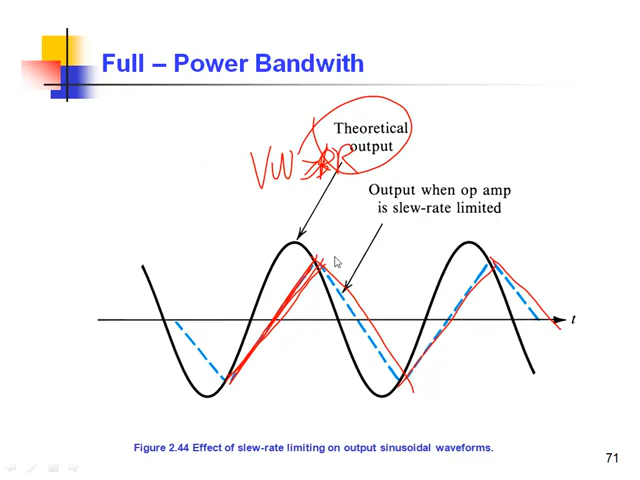 Full – Power Bandwith
Theoretical
output
Output when op amp
is slew-rate limited
t
Figure 2.44 Effect of slew-rate limiting on output sinusoidal waveforms.
71